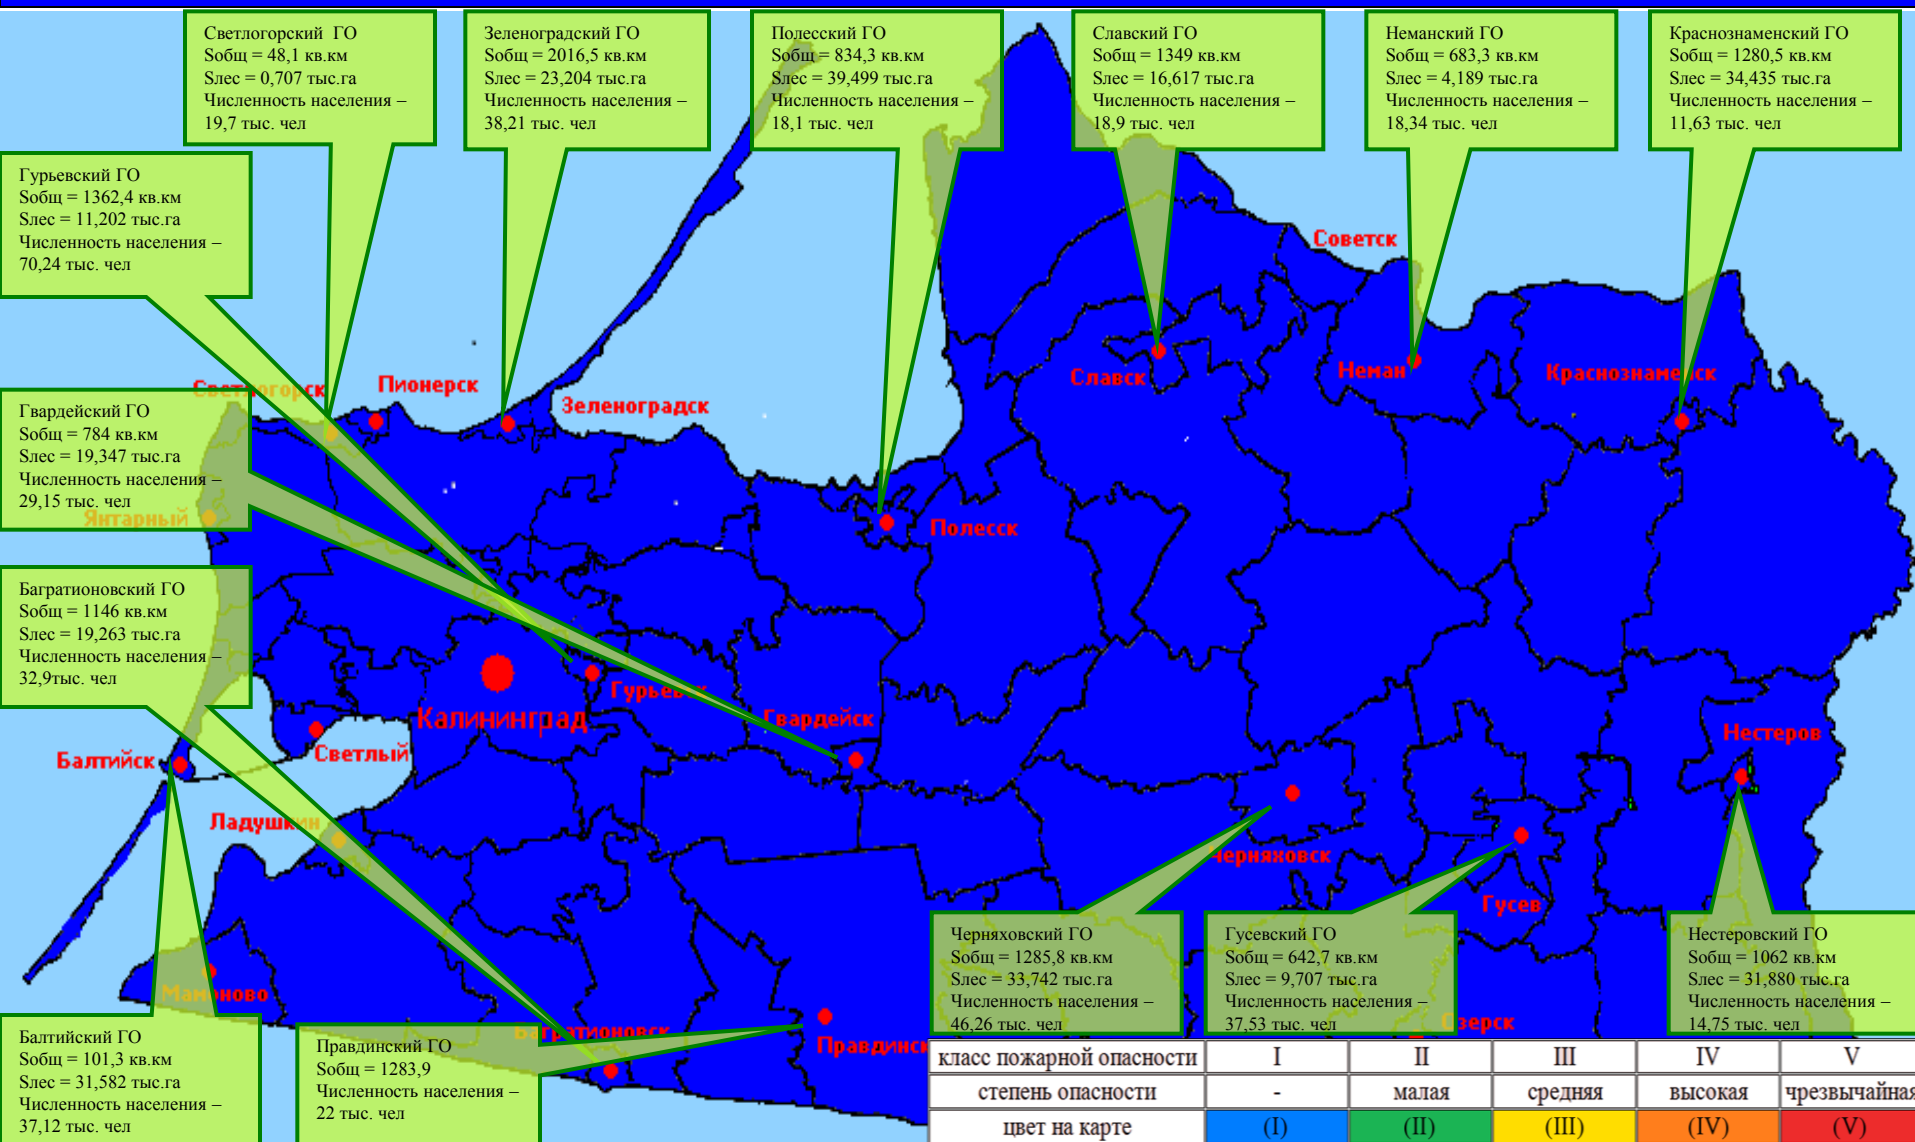 Светлогорский ГО
Sобщ = 48,1 кв.км
Sлес = 0,707 тыс.га
Численность населения –
19,7 тыс. чел
Зеленоградский ГО
Sобщ = 2016,5 кв.км
Sлес = 23,204 тыс.га
Численность населения –
38,21 тыс. чел
Полесский ГО
Sобщ = 834,3 кв.км
Sлес = 39,499 тыс.га
Численность населения –
18,1 тыс. чел
Славский ГО
Sобщ = 1349 кв.км
Sлес = 16,617 тыс.га
Численность населения –
18,9 тыс. чел
Неманский ГО
Sобщ = 683,3 кв.км
Sлес = 4,189 тыс.га
Численность населения –
18,34 тыс. чел
Краснознаменский ГО
Sобщ = 1280,5 кв.км
Sлес = 34,435 тыс.га
Численность населения –
11,63 тыс. чел
Гурьевский ГО
Sобщ = 1362,4 кв.км
Sлес = 11,202 тыс.га
Численность населения –
70,24 тыс. чел
Советск
Светлогорск
Пионерск
Зеленоградск
Славск
Неман
Краснознаменск
Гвардейский ГО
Sобщ = 784 кв.км
Sлес = 19,347 тыс.га
Численность населения –
29,15 тыс. чел
Янтарный
Полесск
Багратионовский ГО
Sобщ = 1146 кв.км
Sлес = 19,263 тыс.га
Численность населения –
32,9тыс. чел
Гурьевск
Калининград
Гвардейск
Нестеров
Балтийск
Светлый
Ладушкин
Черняховск
Гусев
Черняховский ГО
Sобщ = 1285,8 кв.км
Sлес = 33,742 тыс.га
Численность населения –
46,26 тыс. чел
Гусевский ГО
Sобщ = 642,7 кв.км
Sлес = 9,707 тыс.га
Численность населения –
37,53 тыс. чел
Нестеровский ГО
Sобщ = 1062 кв.км
Sлес = 31,880 тыс.га
Численность населения –
14,75 тыс. чел
Мамоново
Багратионовск
Озерск
Правдинск
Балтийский ГО
Sобщ = 101,3 кв.км
Sлес = 31,582 тыс.га
Численность населения –
37,12 тыс. чел
Правдинский ГО
Sобщ = 1283,9
Численность населения –
22 тыс. чел
класс пожарной опасности I II III IV V
степень опасности - малая средняя высокая чрезвычайная
цвет на карте (I) (II) (III) (IV) (V)